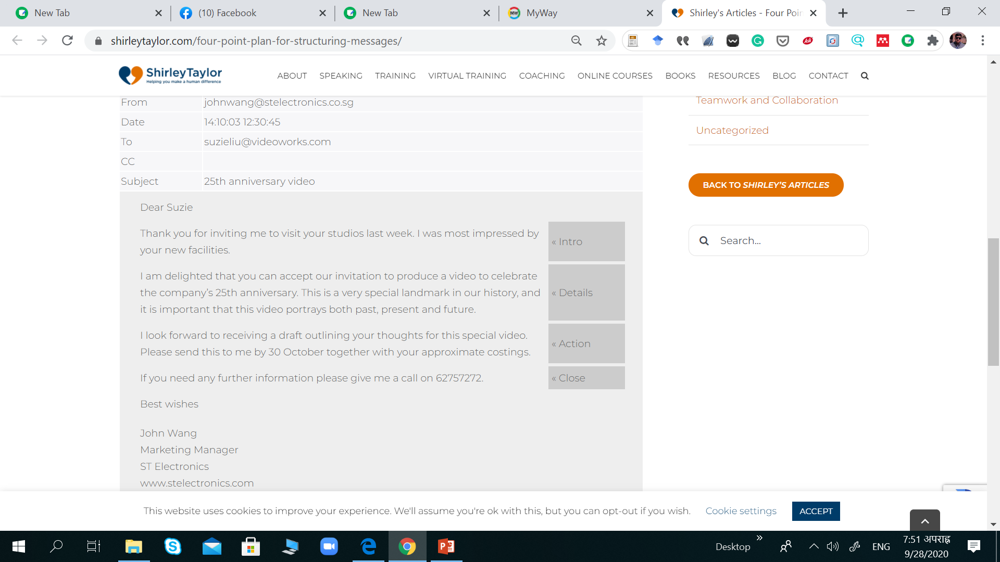 New Tab
(10) Facebook
New Tab
MyWay
Shirley's Articles - Four Poin
shirleytaylor.com/four-point-plan-for-structuring-messages/
Ask
ShirleyTaylor
Helping you make a human difference
ABOUT SPEAKING TRAINING VIRTUAL TRAINING COACHING ONLINE COURSES BOOKS RESOURCES BLOG CONTACT
From johnwang@stelectronics.co.sg
Date 14:10:03 12:30:45
To suzieliu@videoworks.com
CC
Subject 25th anniversary video
Dear Suzie
Thank you for inviting me to visit your studios last week. I was most impressed by
your new facilities.
« Intro
I am delighted that you can accept our invitation to produce a video to celebrate
the company’s 25th anniversary. This is a very special landmark in our history, and
it is important that this video portrays both past, present and future.
« Details
I look forward to receiving a draft outlining your thoughts for this special video.
Please send this to me by 30 October together with your approximate costings.
« Action
If you need any further information please give me a call on 62757272.
« Close
Best wishes
John Wang
Marketing Manager
ST Electronics
www.stelectronics.com
Teamwork and Collaboration
Uncategorized
BACK TO SHIRLEY’S ARTICLES
Search...
This website uses cookies to improve your experience. We'll assume you're ok with this, but you can opt-out if you wish. Cookie settings ACCEPT
Desktop
ENG
7:51 अपराह्न
9/28/2020